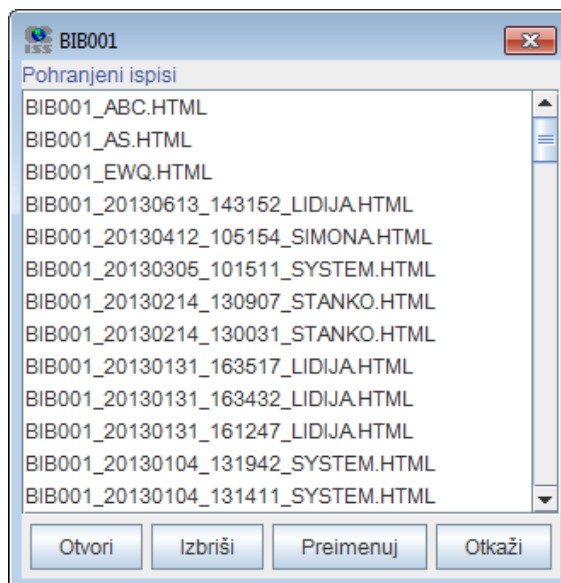 ISS
BIB001
Pohranjeni ispisi
BIB001_ABC.HTML
BIB001_AS.HTML
BIB001_EWQ.HTML
BIB001_20130613_143152_LIDIJA.HTML
BIB001_20130412_105154_SIMONA.HTML
BIB001_20130305_101511_SYSTEM.HTML
BIB001_20130214_130907_STANKO.HTML
BIB001_20130214_130031_STANKO.HTML
BIB001_20130131_163517_LIDIJA.HTML
BIB001_20130131_163432_LIDIJA.HTML
BIB001_20130131_161247_LIDIJA.HTML
BIB001_20130104_131942_SYSTEM.HTML
BIB001_20130104_131411_SYSTEM.HTML
Otvori Izbriši Preimenuj Otkaži